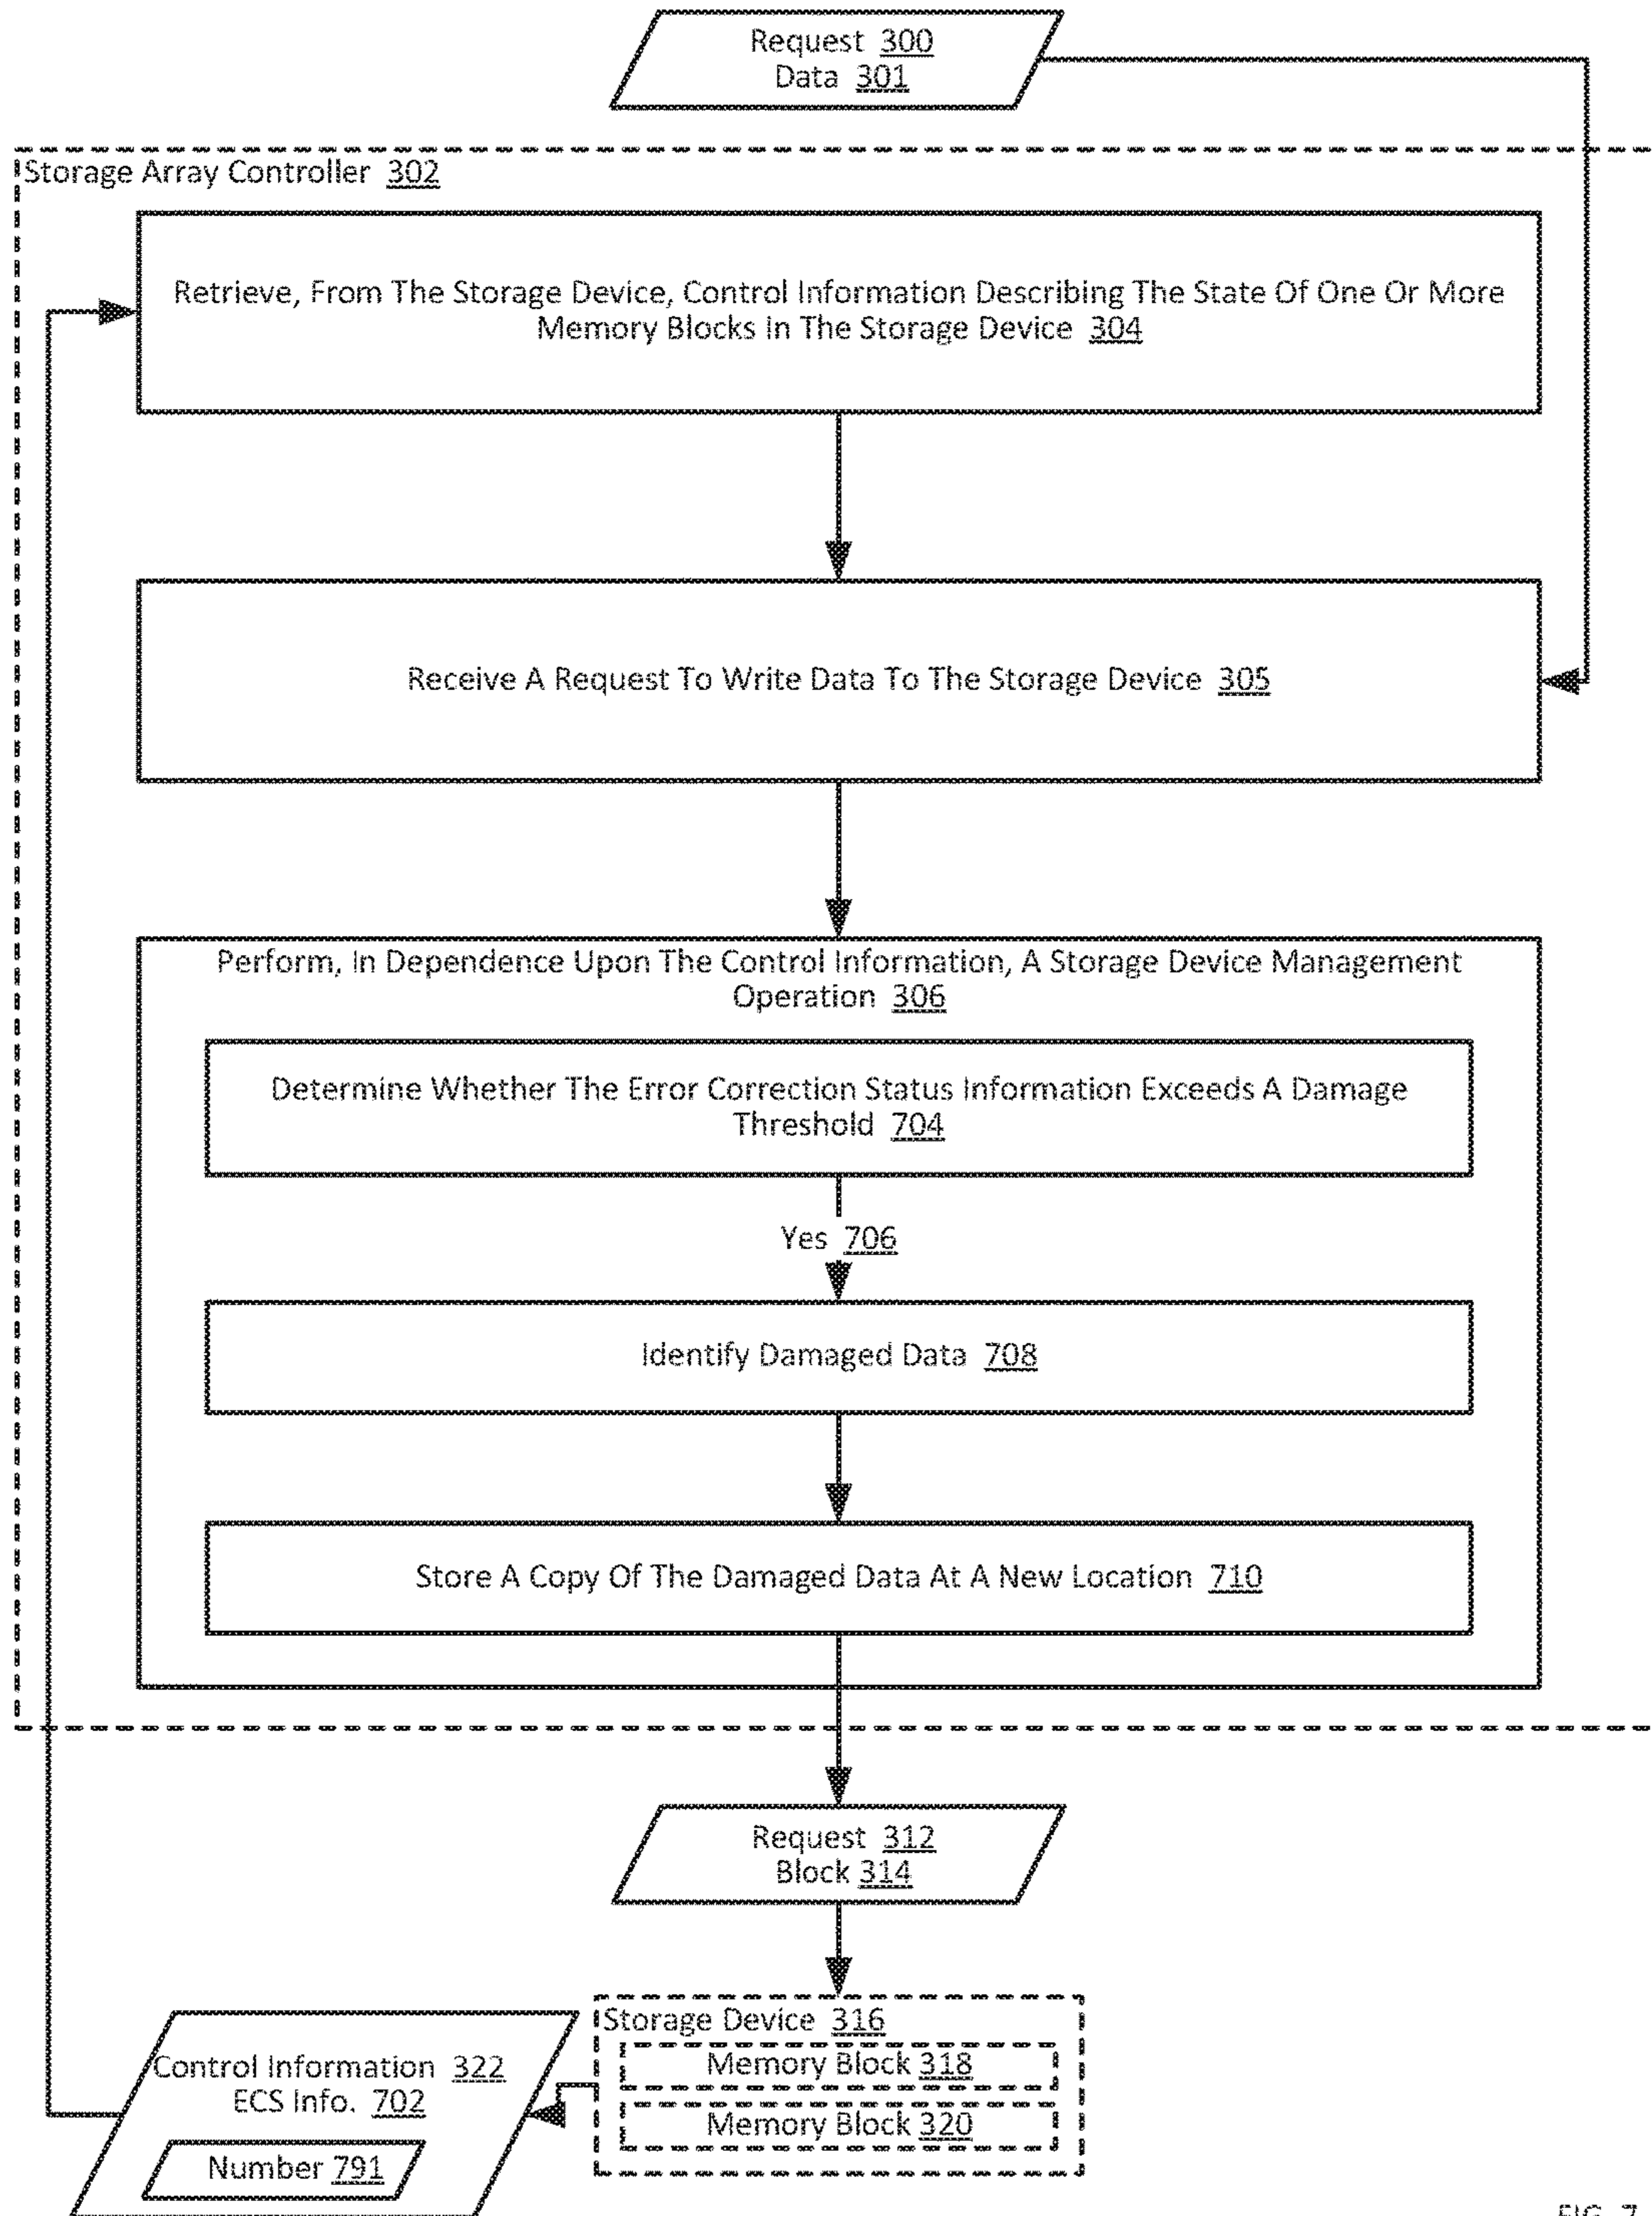 Request 300
Data 301
Storage Array Controller 302
Retrieve, From The Storage Device, Control Information Describing The State Of One Or More
Memory Blocks In The Storage Device 304
Receive A Request To Write Data To The Storage Device 305
Perform, In Dependence Upon The Control Information, A Storage Device Management
Operation 306
Determine Whether The Error Correction Status Information Exceeds A Damage
Threshold 704
Yes 706
Identify Damaged Data 708
Store A Copy Of The Damaged Data At A New Location 710
Request 312
Block 314
Storage Device 316
Memory Block 318
Memory Block 320
Control Information 322
ECS Info. 702
Number 791
FIG. 7